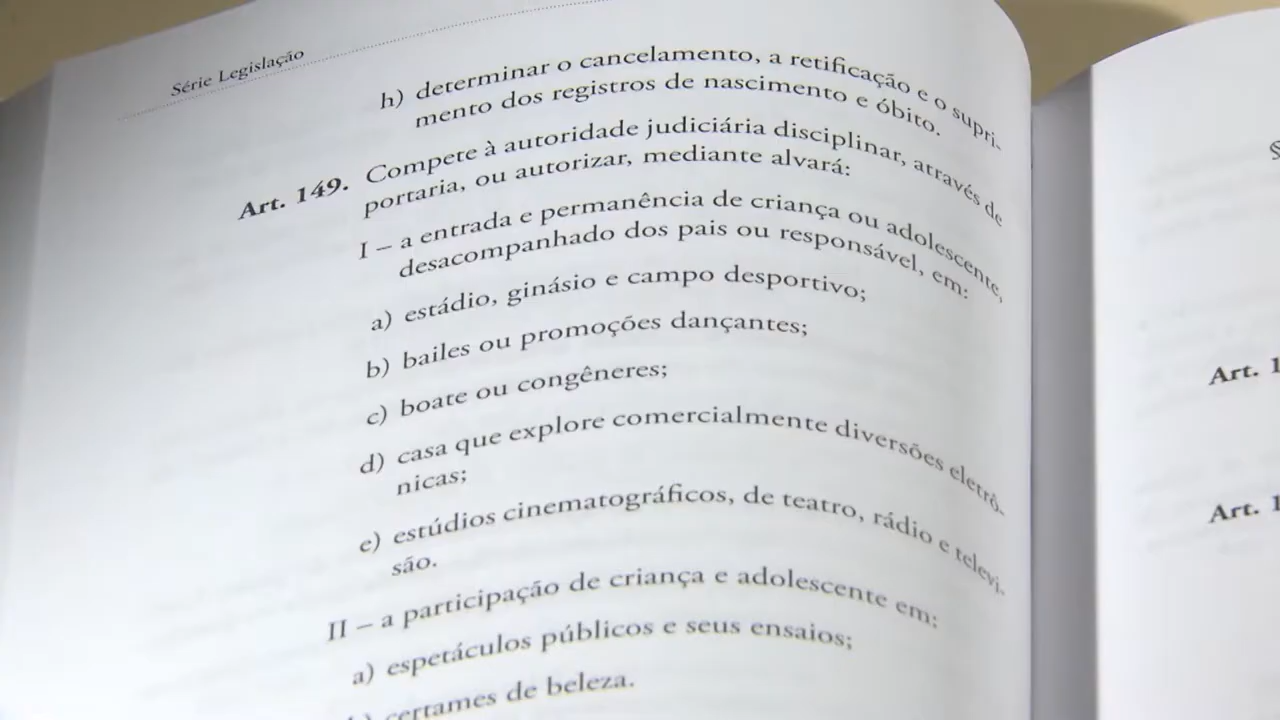 Série Legislação
h) determinar o cancelamento, a retificação e o supri-
mento dos registros de nascimento e óbito.
Art. 149. Compete à autoridade judiciária disciplinar, através de
portaria, ou autorizar, mediante alvará:
I – a entrada e permanência de criança ou adolescente,
desacompanhado dos pais ou responsável, em:
a) estádio, ginásio e campo desportivo;
b) bailes ou promoções dançantes;
c) boate ou congêneres;
d) casa que explore comercialmente diversões eletrô-
nicas;
e) estúdios cinematográficos, de teatro, rádio e televi-
são.
II – a participação de criança e adolescente em:
a) espetáculos públicos e seus ensaios;
certames de beleza.
§
Art. 1
Art. 1